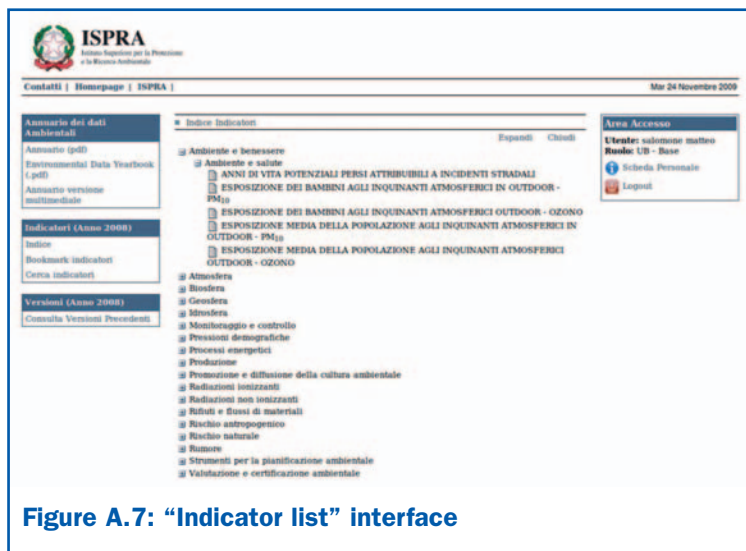 ISPRA
Istituto Superiore per la Protezione
e la Ricerca Ambientale
Contatti | Homepage | ISPRA |
Mar 24 Novembre 2009
Annuario dei dati
Ambientali
Annuario (pdf)
Environmental Data Yearbook
(.pdf)
Annuario versione
multimediale
Indicatori (Anno 2008)
Indice
Bookmark indicatori
Cerca indicatori
Versioni (Anno 2008)
Consulta Versioni Precedenti
Indice Indicatori
Espandi Chiudi
Ambiente e benessere
Ambiente e salute
ANNI DI VITA POTENZIALI PERSI ATTRIBUIBILI A INCIDENTI STRADALI
ESPOSIZIONE DEI BAMBINI AGLI INQUINANTI ATMOSFERICI IN OUTDOOR -
PM10
ESPOSIZIONE DEI BAMBINI AGLI INQUINANTI ATMOSFERICI OUTDOOR - OZONO
ESPOSIZIONE MEDIA DELLA POPOLAZIONE AGLI INQUINANTI ATMOSFERICI IN
OUTDOOR - PM10
ESPOSIZIONE MEDIA DELLA POPOLAZIONE AGLI INQUINANTI ATMOSFERICI
OUTDOOR - OZONO
Atmosfera
Biosfera
Geosfera
Idrosfera
Monitoraggio e controllo
Pressioni demografiche
Processi energetici
Produzione
Promozione e diffusione della cultura ambientale
Radiazioni ionizzanti
Radiazioni non ionizzanti
Rifiuti e flussi di materiali
Rischio antropogenico
Rischio naturale
Rumore
Strumenti per la pianificazione ambientale
Valutazione e certificazione ambientale
Area Accesso
Utente: salomone matteo
Ruolo: UB - Base
Scheda Personale
Logout
Figure A.7: “Indicator list” interface